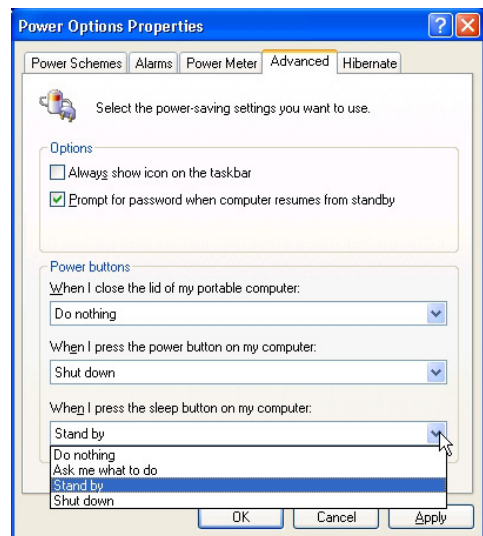 Power Options Properties
Power Schemes Alarms Power Meter Advanced Hibernate
Select the power-saving settings you want to use.
Options
Always show icon on the taskbar
Prompt for password when computer resumes from standby
Power buttons
When I close the lid of my portable computer:
Do nothing
When I press the power button on my computer:
Shut down
When I press the sleep button on my computer:
Stand by
Do nothing
Ask me what to do
Stand by
Shut down
OK Cancel Apply